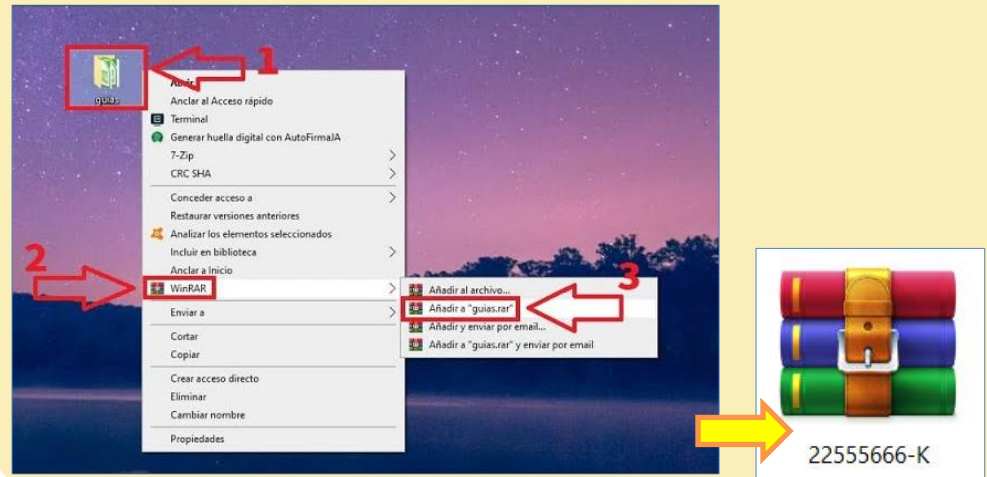 1
guias
Abrir
Anclar al Acceso rápido
Terminal
Generar huella digital con AutoFirmaJA
7-Zip
CRC SHA
Conceder acceso a
Restaurar versiones anteriores
Analizar los elementos seleccionados
Incluir en biblioteca
Anclar a Inicio
2
WinRAR
Enviar a
Cortar
Copiar
Crear acceso directo
Eliminar
Cambiar nombre
Propiedades
3
Añadir al archivo...
Añadir a "guias.rar"
Añadir y enviar por email...
Añadir a "guias.rar" y enviar por email
22555666-K